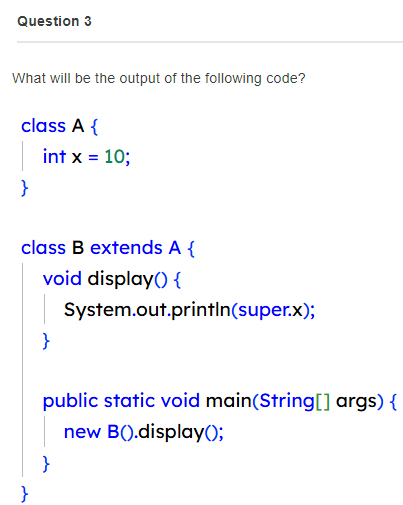 Question 3
What will be the output of the following code?
class A {
int x = 10;
}
class B extends A {
void display() {
System.out.println(super.x);
}
public static void main(String[] args) {
new B().display();
}
}